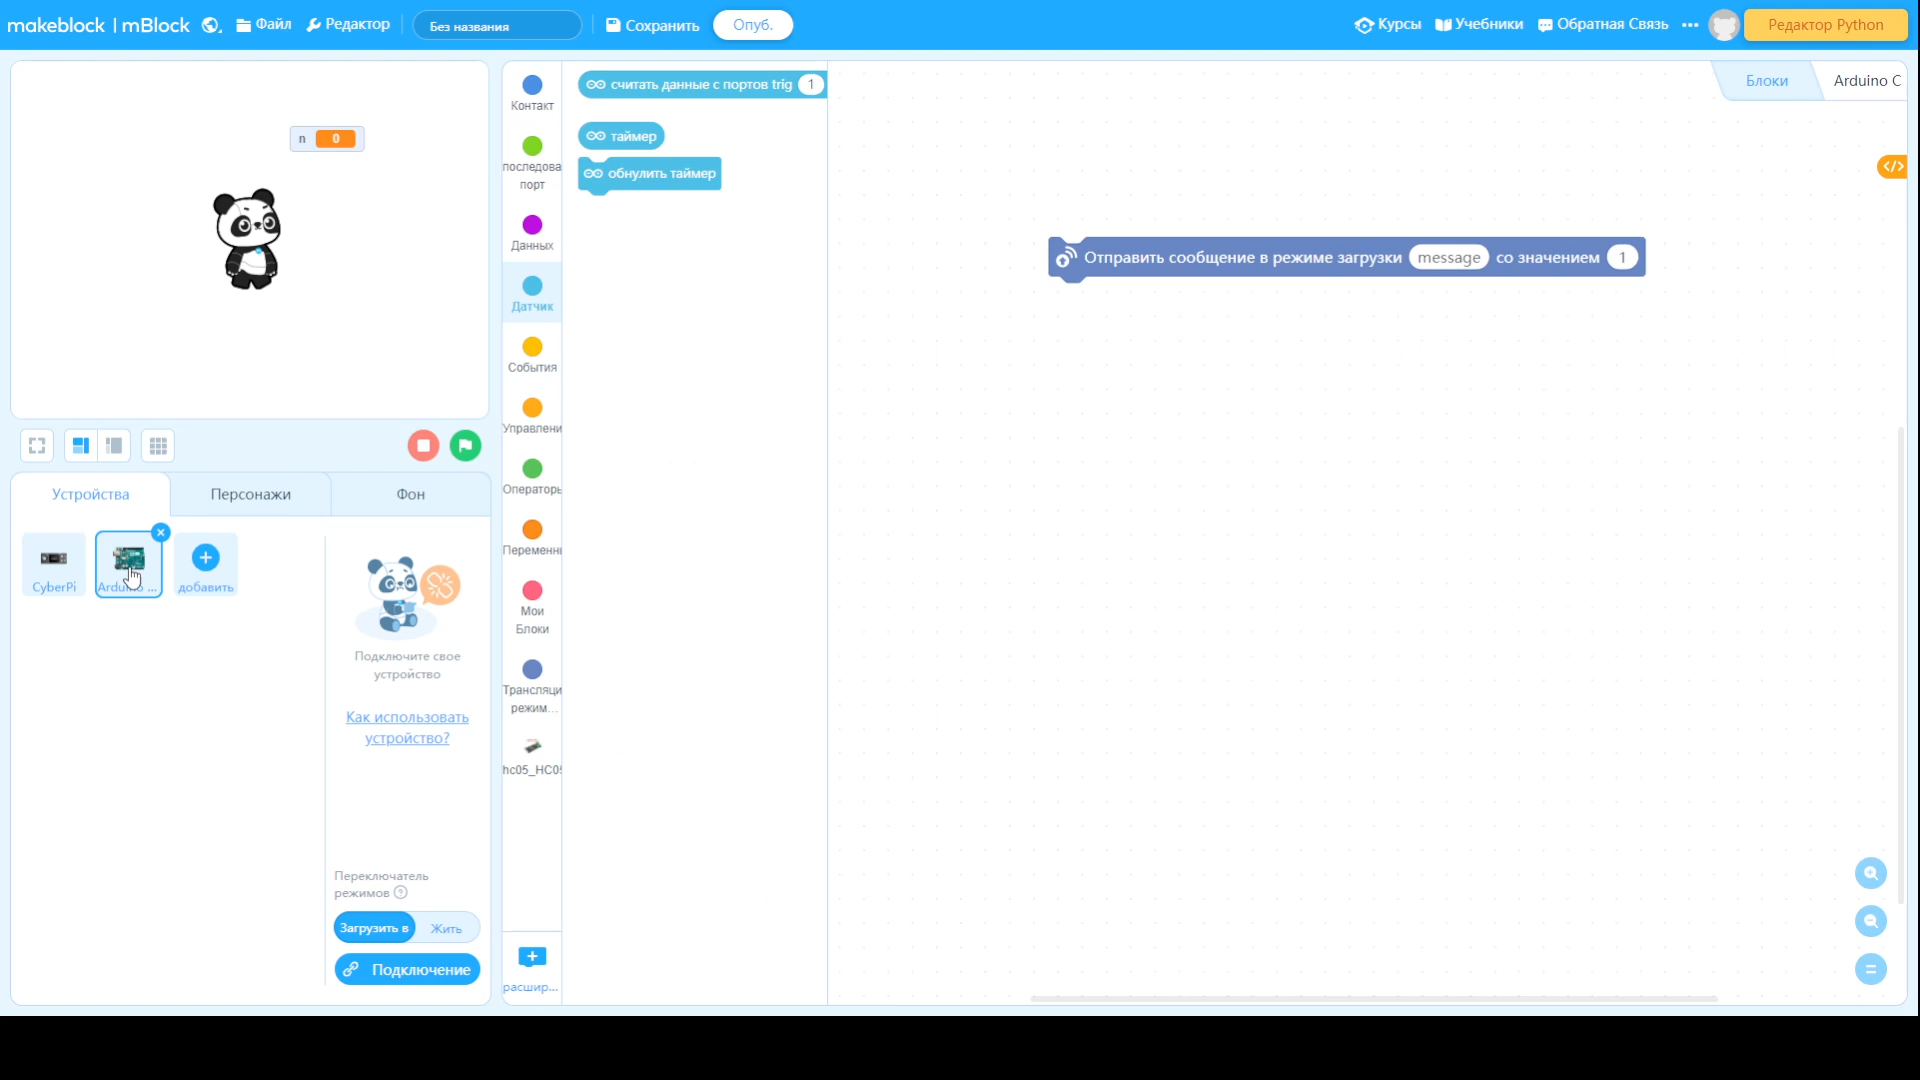 makeblock | mBlock Файл Редактор Без названия Сохранить Опуб. Курсы Учебники Обратная Связь Редактор Python
n 0
Устройства Персонажи Фон
CyberPi
добавить
Подключите свое
устройство
Как использовать
устройство?
Переключатель
режимов ?
Загрузить в Жить
Подключение
Контакт
последова
порт
Данных
Датчик
События
Управлени
Операторь
Переменн
Мои
Блоки
Трансляци
режим...
hc05_HC05
расшир...
считать данные с портов trig 1
таймер
обнулить таймер
Отправить сообщение в режиме загрузки message со значением 1
Блоки Arduino C
</>